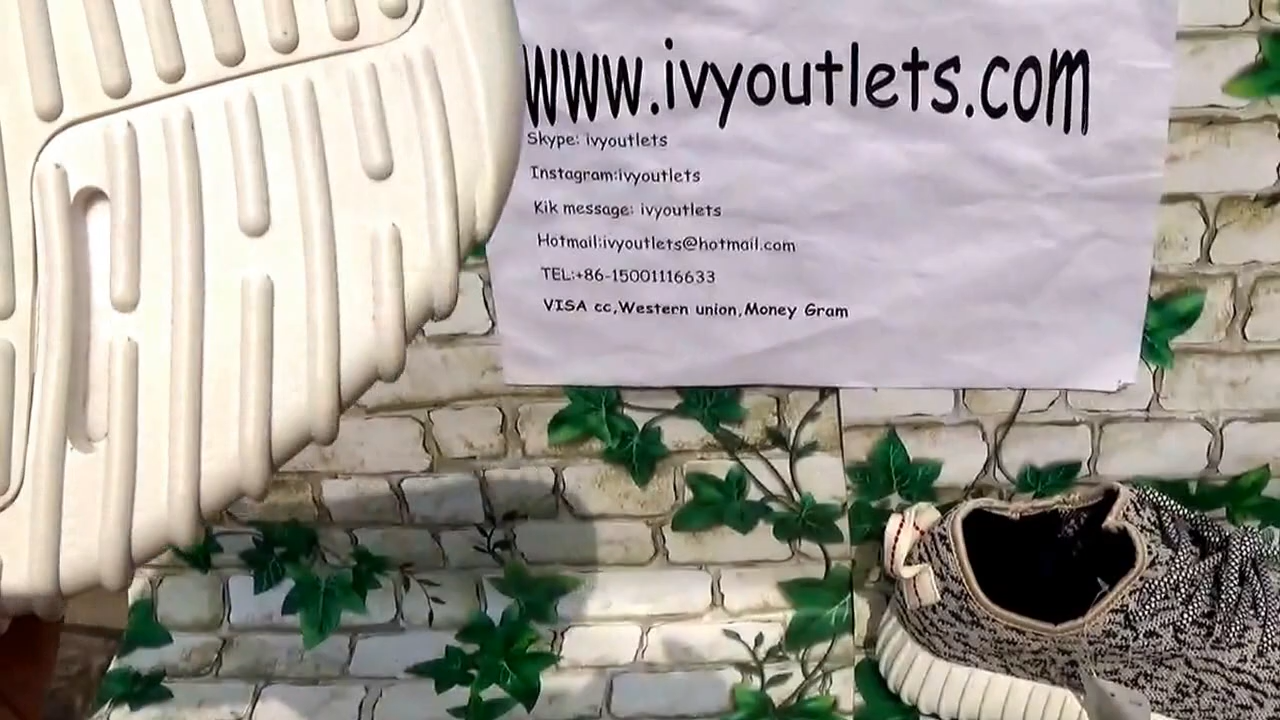 www.ivyoutlets.com
Skype: ivyoutlets
Instagram:ivyoutlets
Kik message: ivyoutlets
Hotmail:ivyoutlets@hotmail.com
TEL:+86-15001116633
VISA cc,Western union,Money Gram